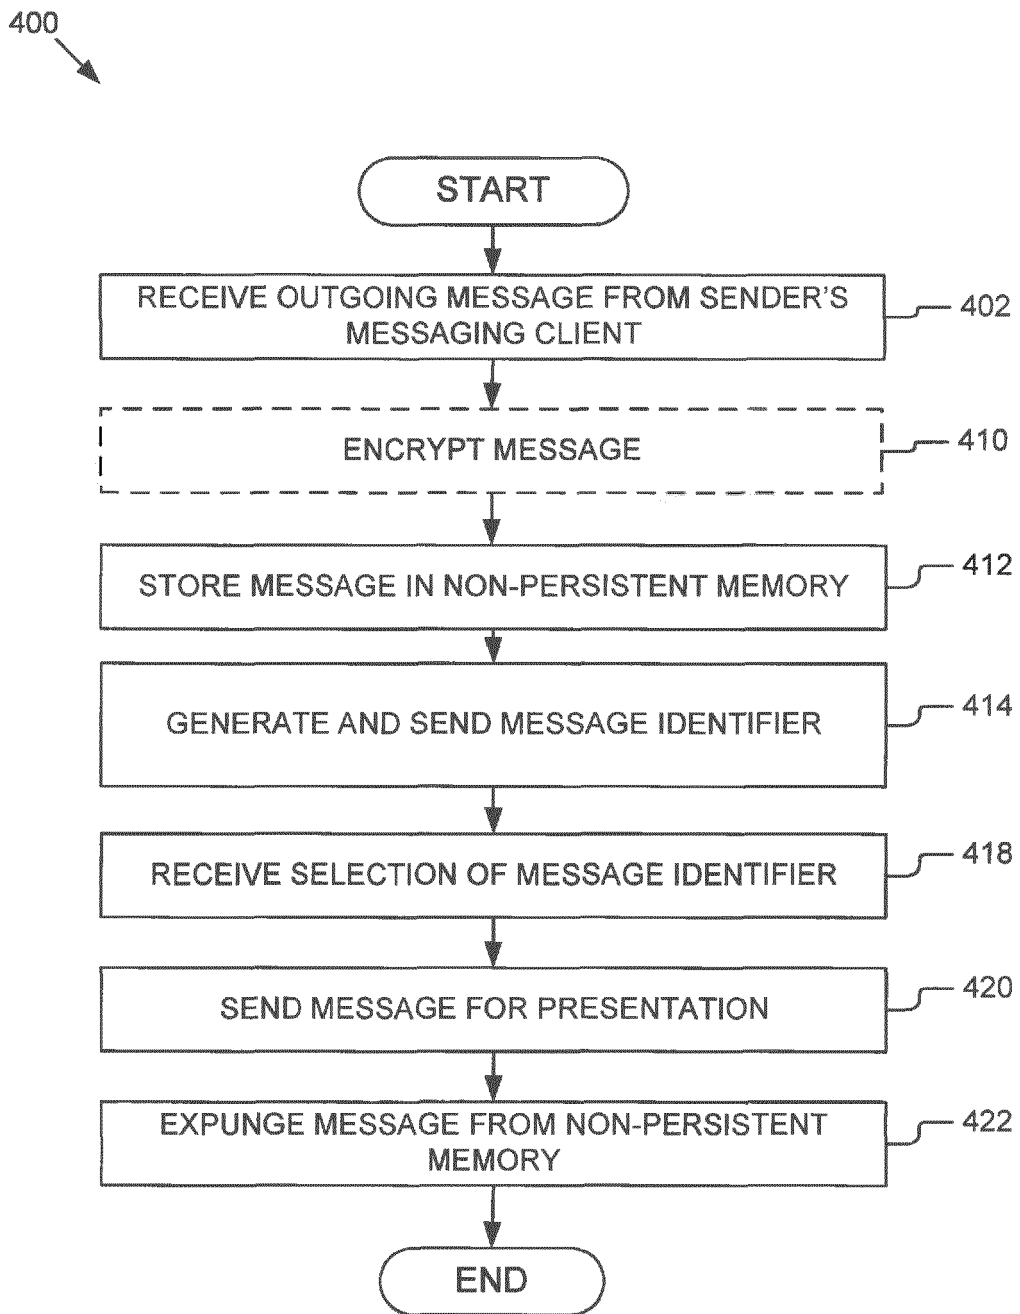 400
START
RECEIVE OUTGOING MESSAGE FROM SENDER'S
MESSAGING CLIENT
402
ENCRYPT MESSAGE
410
STORE MESSAGE IN NON-PERSISTENT MEMORY
412
GENERATE AND SEND MESSAGE IDENTIFIER
414
RECEIVE SELECTION OF MESSAGE IDENTIFIER
418
SEND MESSAGE FOR PRESENTATION
420
EXPUNGE MESSAGE FROM NON-PERSISTENT
MEMORY
422
END